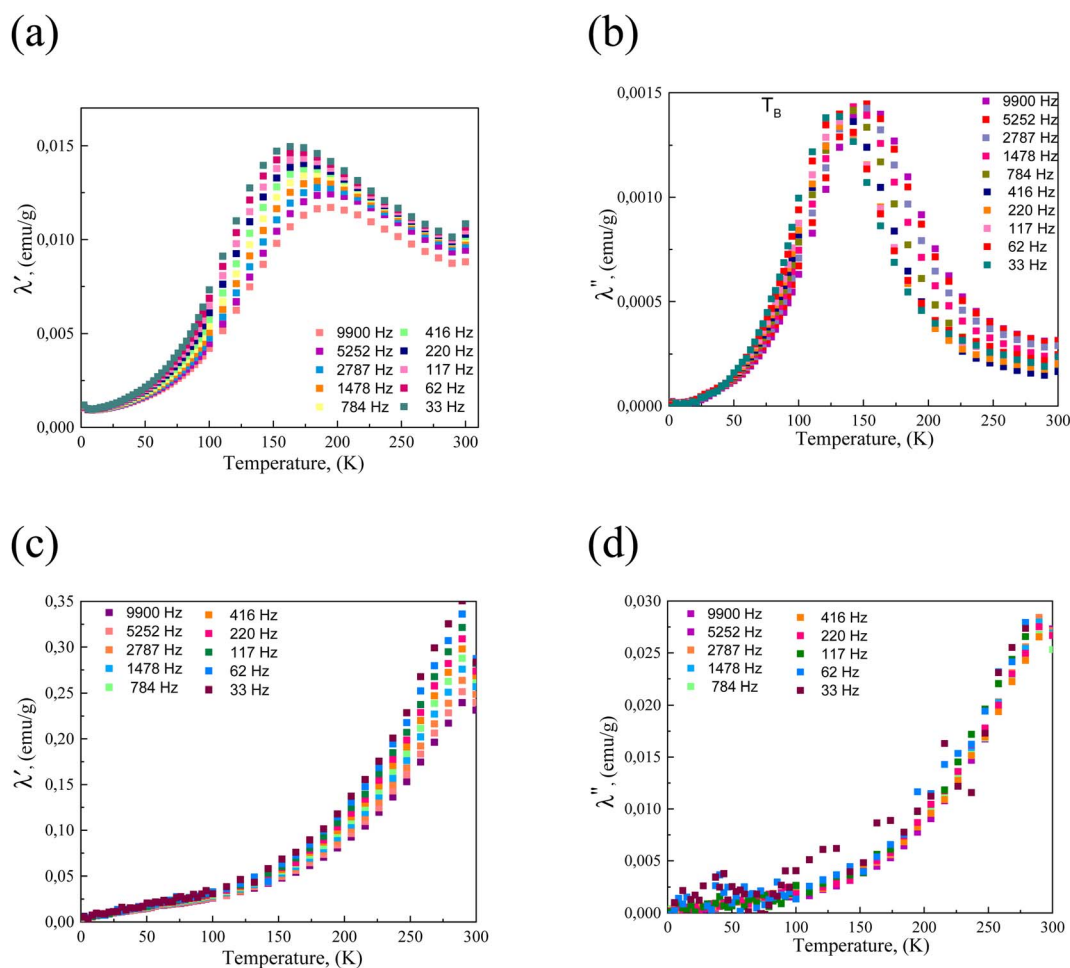 (a)
λ′, (emu/g)
0,015
0,010
0,005
0,000
9900 Hz
5252 Hz
2787 Hz
1478 Hz
784 Hz
416 Hz
220 Hz
117 Hz
62 Hz
33 Hz
0 50 100 150 200 250 300
Temperature, (K)
(b)
λ", (emu/g)
0,0015
0,0010
0,0005
0,0000
T_B
9900 Hz
5252 Hz
2787 Hz
1478 Hz
784 Hz
416 Hz
220 Hz
117 Hz
62 Hz
33 Hz
0 50 100 150 200 250 300
Temperature, (K)
(c)
λ′, (emu/g)
0,35
0,30
0,25
0,20
0,15
0,10
0,05
0,00
9900 Hz
5252 Hz
2787 Hz
1478 Hz
784 Hz
416 Hz
220 Hz
117 Hz
62 Hz
33 Hz
0 50 100 150 200 250 300
Temperature, (K)
(d)
λ", (emu/g)
0,030
0,025
0,020
0,015
0,010
0,005
0,000
9900 Hz
5252 Hz
2787 Hz
1478 Hz
784 Hz
416 Hz
220 Hz
117 Hz
62 Hz
33 Hz
0 50 100 150 200 250 300
Temperature, (K)